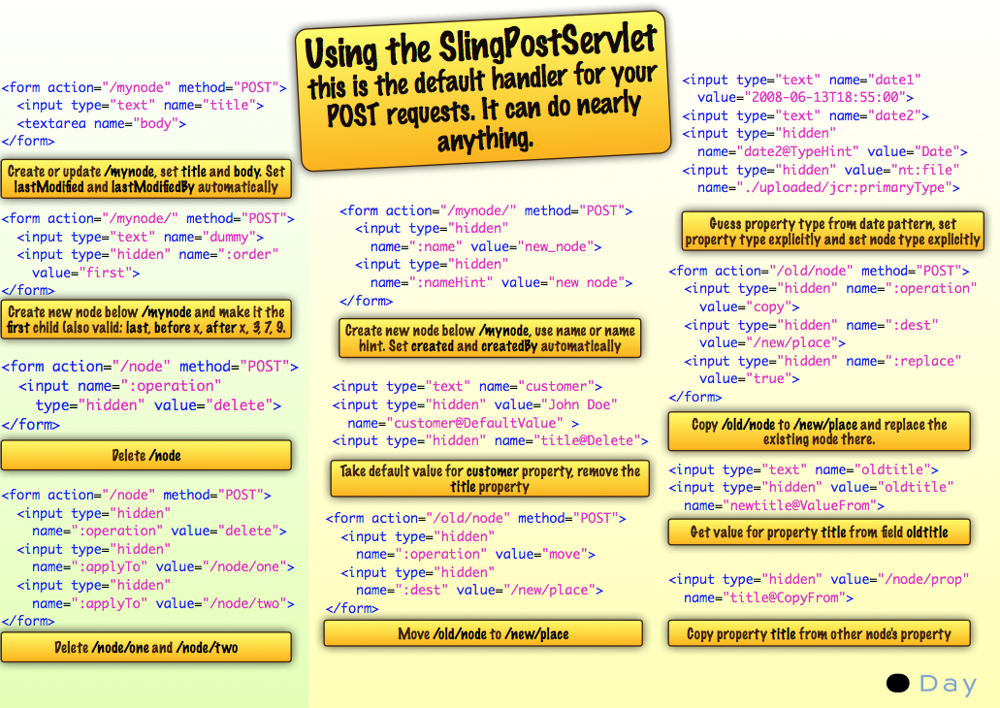 Using the SlingPostServlet
this is the default handler for your
POST requests. It can do nearly
anything.
<form action="/mynode" method="POST">
<input type="text" name="title">
<textarea name="body">
</form>
Create or update /mynode, set title and body. Set
lastModified and lastModifiedBy automatically
<form action="/mynode/" method="POST">
<input type="text" name="dummy">
<input type="hidden" name=":order"
value="first">
</form>
Create new node below /mynode and make it the
first child (also valid: last, before x, after x, 3, 7, 9.
<form action="/node" method="POST">
<input name=":operation"
type="hidden" value="delete">
</form>
Delete /node
<form action="/node" method="POST">
<input type="hidden"
name=":operation" value="delete">
<input type="hidden"
name=":applyTo" value="/node/one">
<input type="hidden"
name=":applyTo" value="/node/two">
</form>
Delete /node/one and /node/two
<form action="/mynode/" method="POST">
<input type="hidden"
name=":name" value="new_node">
<input type="hidden"
name=":nameHint" value="new node">
</form>
Create new node below /mynode, use name or name
hint. Set created and createdBy automatically
<input type="text" name="customer">
<input type="hidden" value="John Doe"
name="customer@DefaultValue" >
<input type="hidden" name="title@Delete">
Take default value for customer property, remove the
title property
<form action="/old/node" method="POST">
<input type="hidden"
name=":operation" value="move">
<input type="hidden"
name=":dest" value="/new/place">
</form>
Move /old/node to /new/place
<input type="text" name="date1"
value="2008-06-13T18:55:00">
<input type="text" name="date2">
<input type="hidden"
name="date2@TypeHint" value="Date">
<input type="hidden" value="nt:file"
name="./uploaded/jcr:primaryType">
Guess property type from date pattern, set
property type explicitly and set node type explicitly
<form action="/old/node" method="POST">
<input type="hidden" name=":operation"
value="copy">
<input type="hidden" name=":dest"
value="/new/place">
<input type="hidden" name=":replace"
value="true">
</form>
Copy /old/node to /new/place and replace the
existing node there.
<input type="text" name="oldtitle">
<input type="hidden" value="oldtitle"
name="newtitle@ValueFrom">
Get value for property title from field oldtitle
<input type="hidden" value="/node/prop"
name="title@CopyFrom">
Copy property title from other node's property
Day